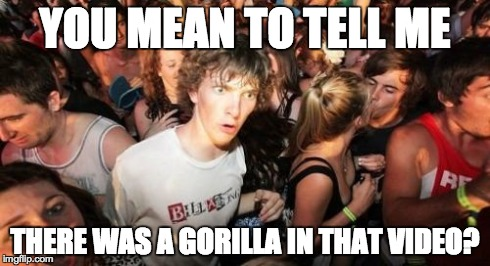 YOU MEAN TO TELL ME
THERE WAS A GORILLA IN THAT VIDEO?
imgflip.com